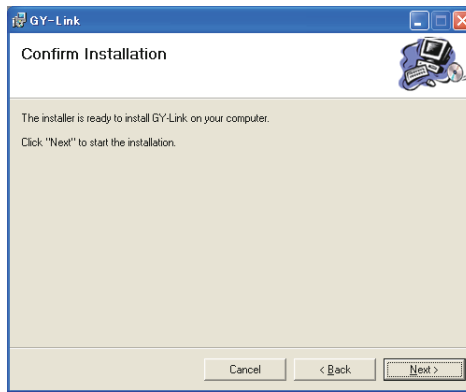 GY-Link
Confirm Installation
The installer is ready to install GY-Link on your computer.
Click "Next" to start the installation.
Cancel
< Back
Next >